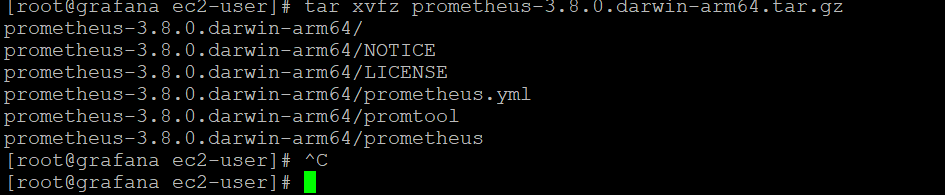 [root@grafana ec2-user]# tar xvfz prometheus-3.8.0.darwin-arm64.tar.gz
prometheus-3.8.0.darwin-arm64/
prometheus-3.8.0.darwin-arm64/NOTICE
prometheus-3.8.0.darwin-arm64/LICENSE
prometheus-3.8.0.darwin-arm64/prometheus.yml
prometheus-3.8.0.darwin-arm64/promtool
prometheus-3.8.0.darwin-arm64/prometheus
[root@grafana ec2-user]# ^C
[root@grafana ec2-user]#